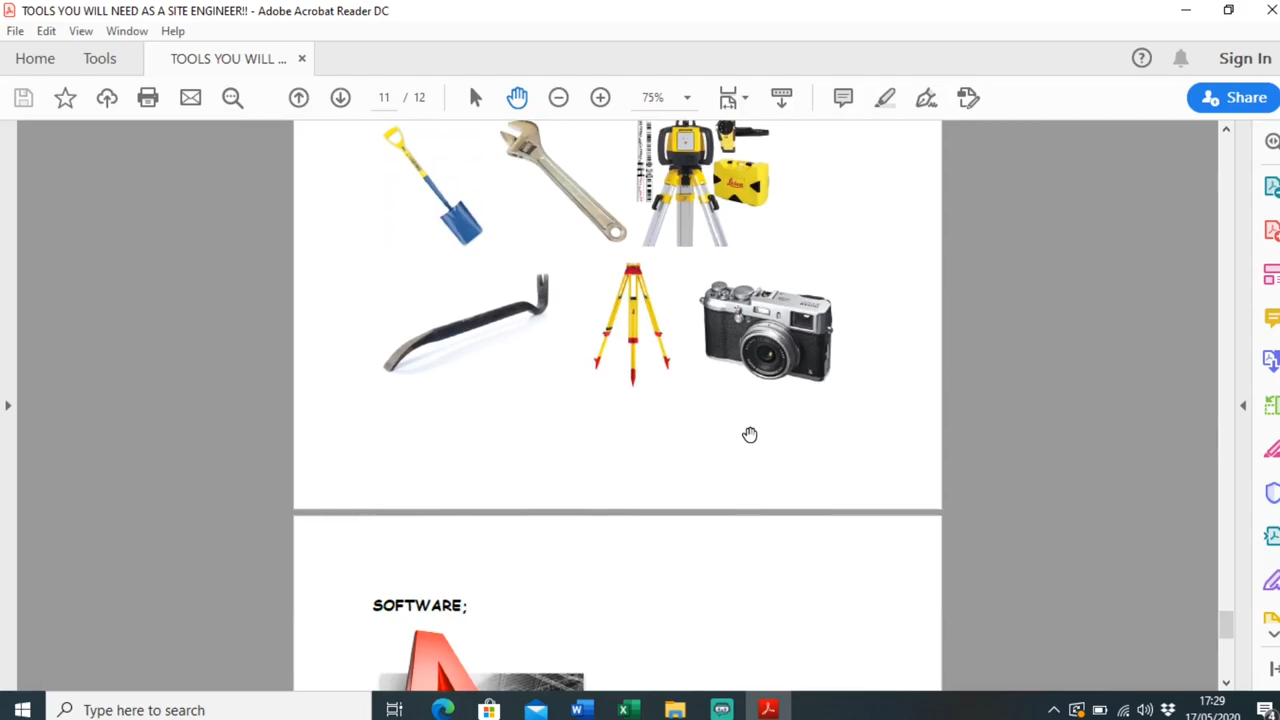 TOOLS YOU WILL NEED AS A SITE ENGINEER!! - Adobe Acrobat Reader DC
File Edit View Window Help
Home Tools TOOLS YOU WILL ... × Sign In
11 / 12 75% Share
Leica
SOFTWARE;
Type here to search
17:29
17/05/2020